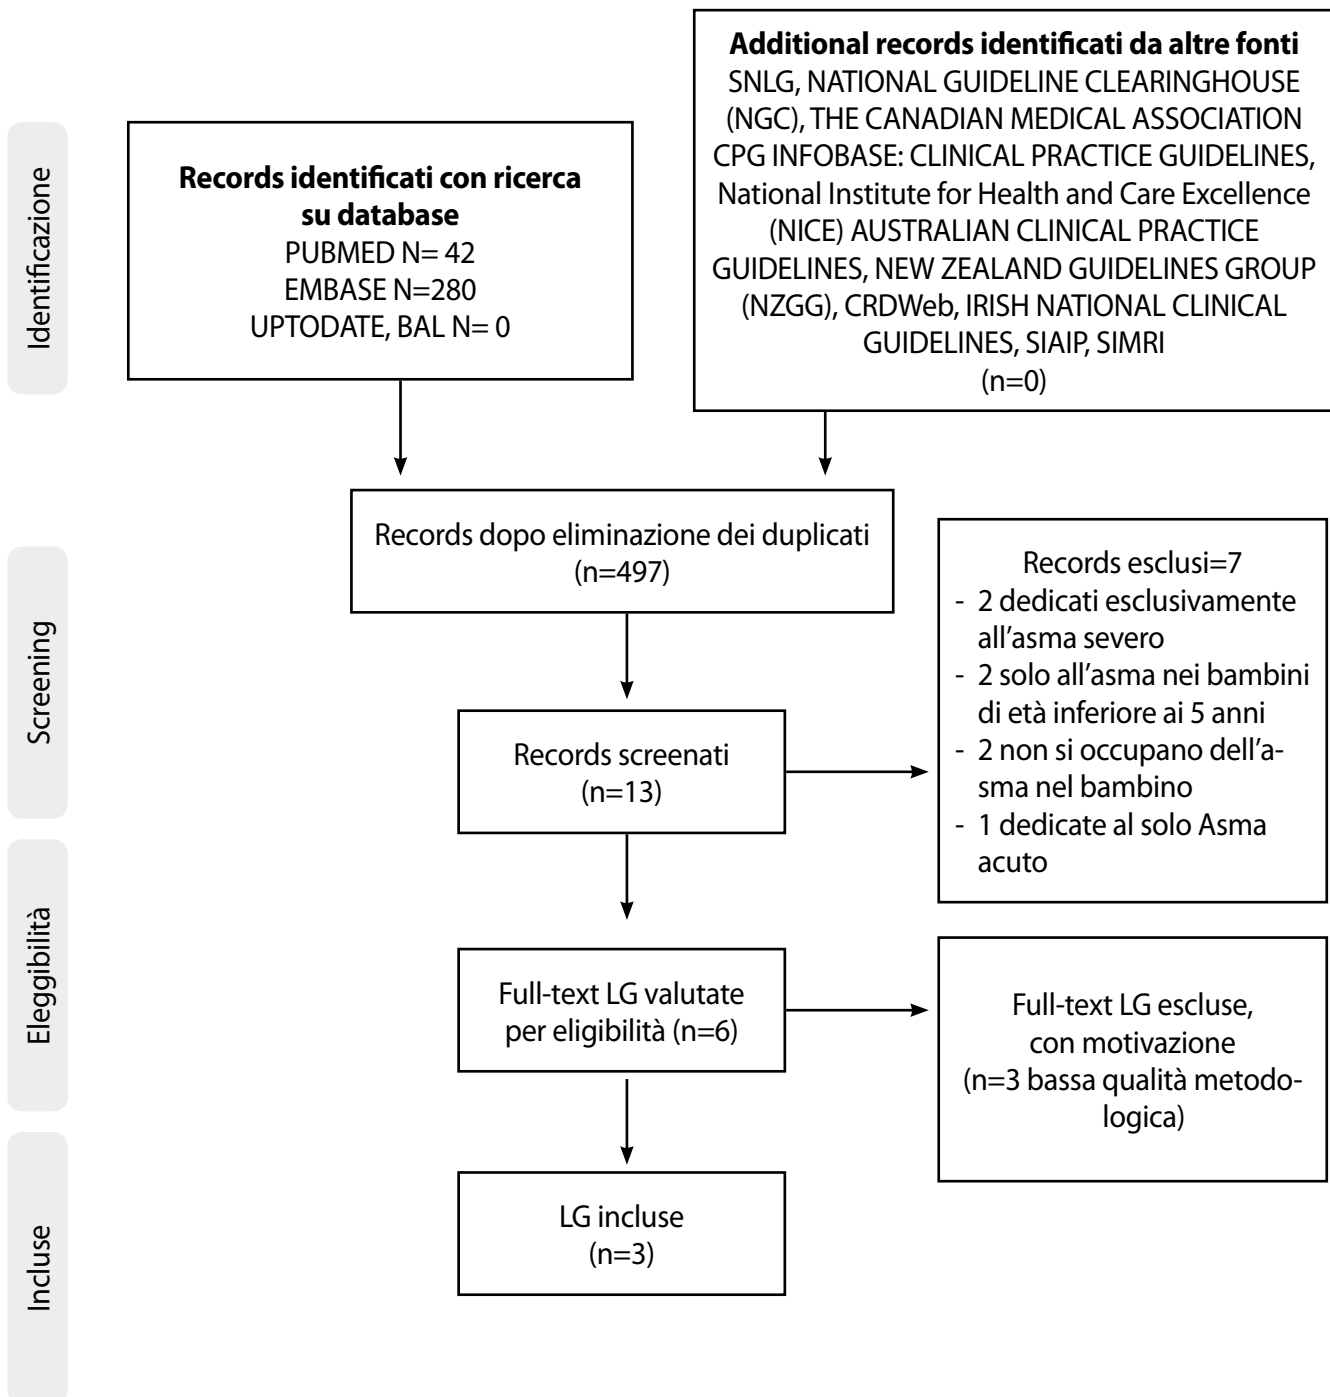 Identificazione
Records identificati con ricerca
su database
PUBMED N= 42
EMBASE N=280
UPTODATE, BAL N= 0
Additional records identificati da altre fonti
SNLG, NATIONAL GUIDELINE CLEARINGHOUSE
(NGC), THE CANADIAN MEDICAL ASSOCIATION
CPG INFOBASE: CLINICAL PRACTICE GUIDELINES,
National Institute for Health and Care Excellence
(NICE) AUSTRALIAN CLINICAL PRACTICE
GUIDELINES, NEW ZEALAND GUIDELINES GROUP
(NZGG), CRDWeb, IRISH NATIONAL CLINICAL
GUIDELINES, SIAIP, SIMRI
(n=0)
Screening
Records dopo eliminazione dei duplicati
(n=497)
Records screenati
(n=13)
Records esclusi=7
- 2 dedicati esclusivamente
all'asma severo
- 2 solo all'asma nei bambini
di età inferiore ai 5 anni
- 2 non si occupano dell'a-
sma nel bambino
- 1 dedicate al solo Asma
acuto
Eleggibilità
Full-text LG valutate
per eligibilità (n=6)
Full-text LG escluse,
con motivazione
(n=3 bassa qualità metodo-
logica)
Incluse
LG incluse
(n=3)